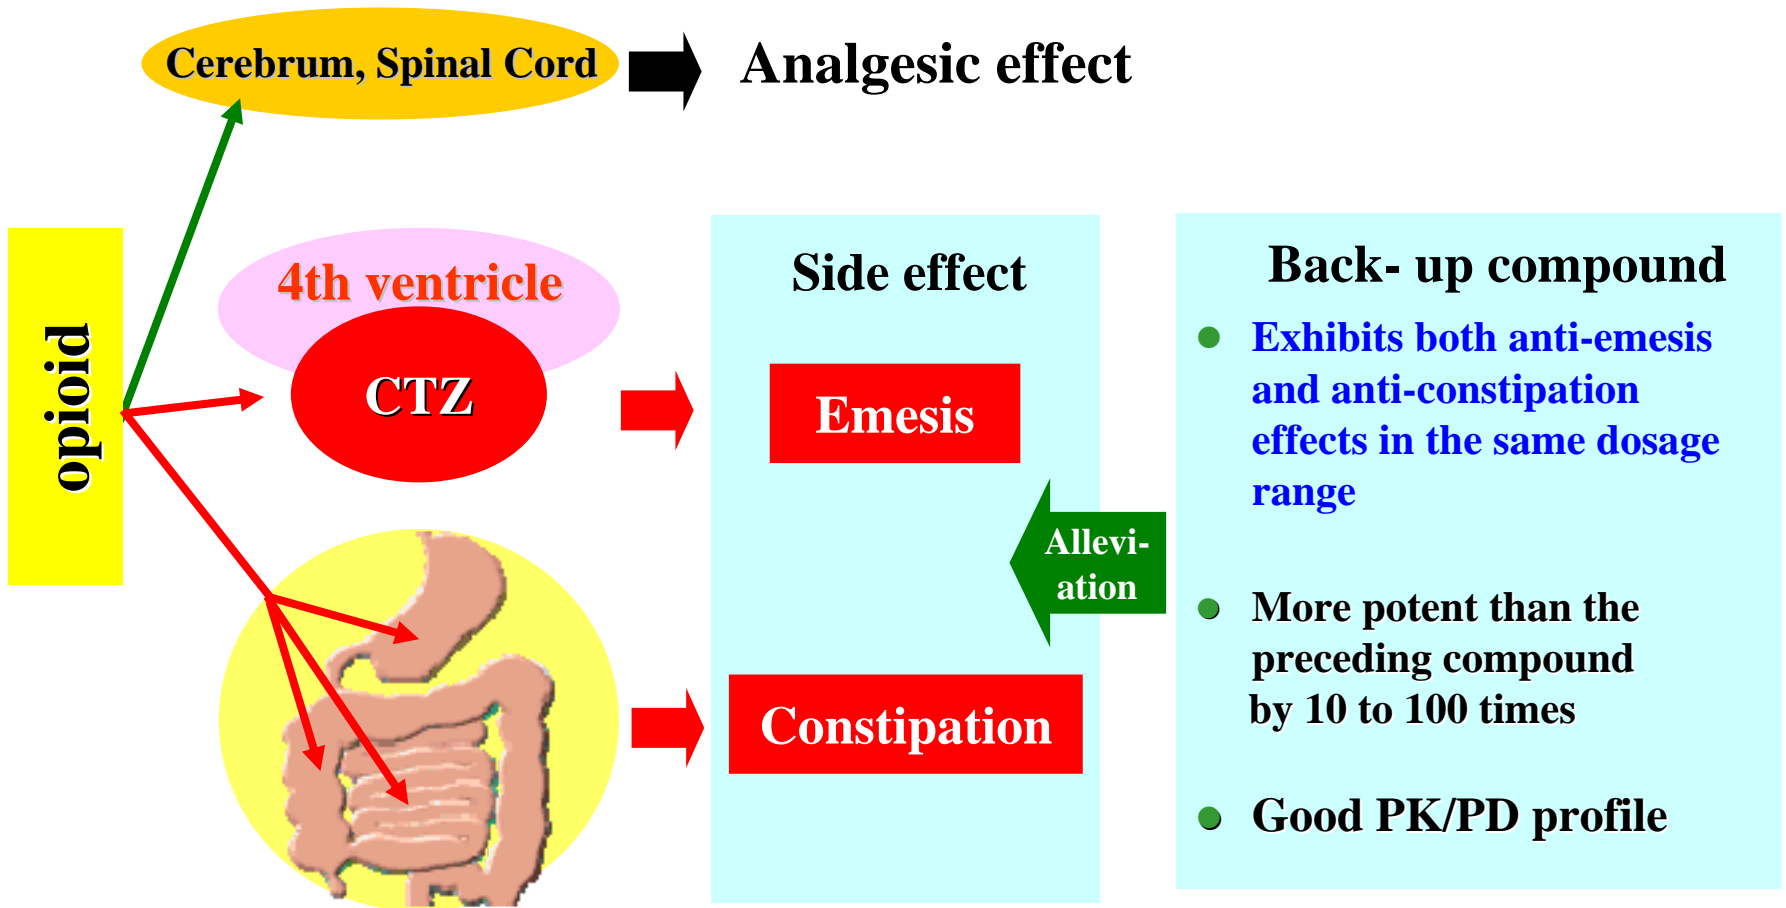 Cerebrum, Spinal Cord
Analgesic effect
opioid
4th ventricle
CTZ
Side effect
Emesis
Constipation
Allevi-
ation
Back- up compound
Exhibits both anti-emesis
and anti-constipation
effects in the same dosage
range
More potent than the
preceding compound
by 10 to 100 times
Good PK/PD profile